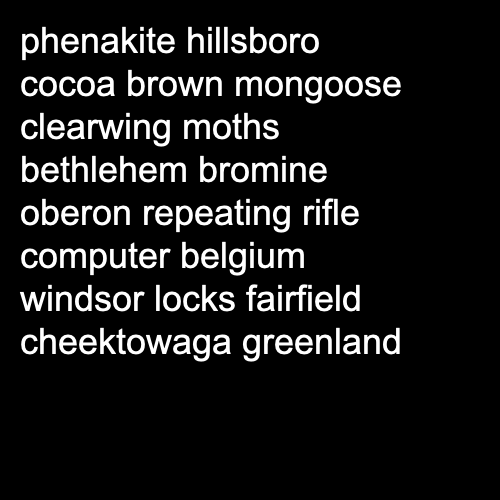 phenakite hillsboro
cocoa brown mongoose
clearwing moths
bethlehem bromine
oberon repeating rifle
computer belgium
windsor locks fairfield
cheektowaga greenland